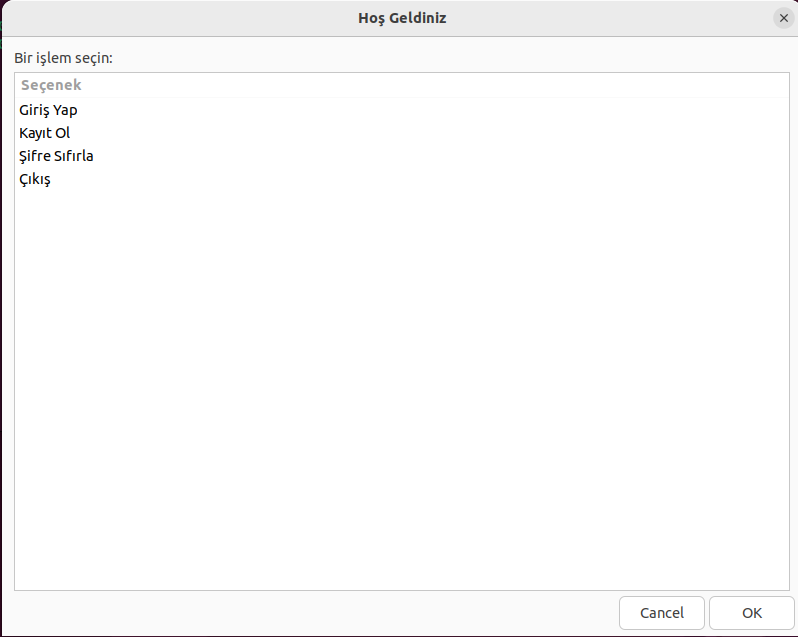 Hoş Geldiniz
Bir işlem seçin:
Seçenek
Giriş Yap
Kayıt Ol
Şifre Sıfırla
Çıkış
Cancel OK